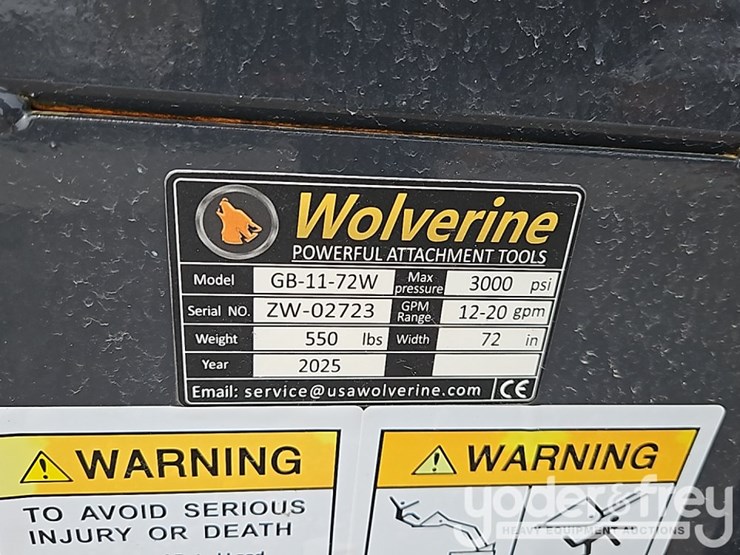 Wolverine
POWERFUL ATTACHMENT TOOLS
Model GB-11-72W Max pressure 3000 psi
Serial NO. ZW-02723 GPM Range 12-20 gpm
Weight 550 lbs Width 72 in
Year 2025
Email: service@usawolverine.com CE
WARNING
TO AVOID SERIOUS
INJURY OR DEATH
WARNING
yoder&frey
HEAVY EQUIPMENT AUCTIONS